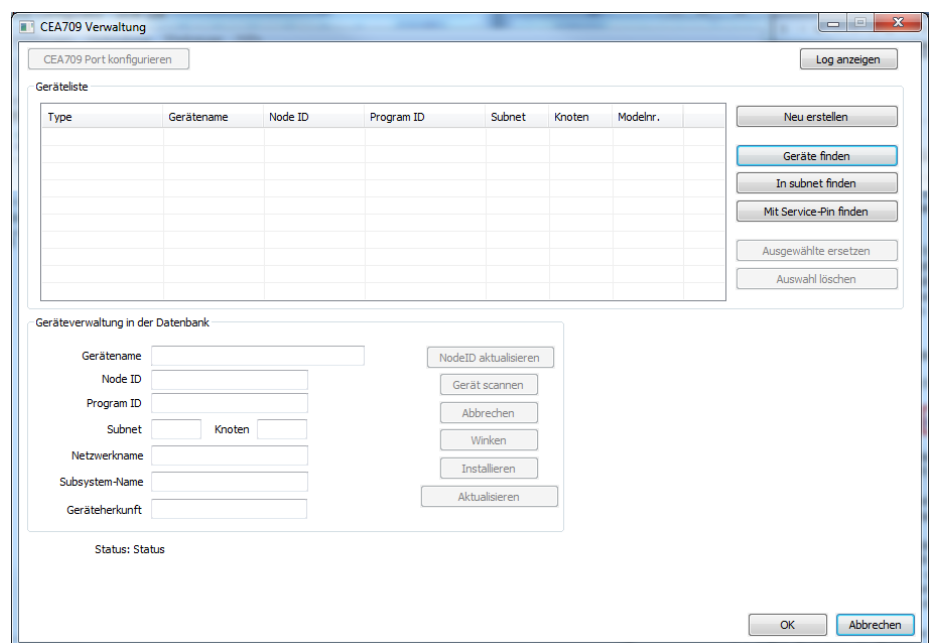 CEA709 Verwaltung
CEA709 Port konfigurieren
Log anzeigen
Geräteliste
Type Gerätename Node ID Program ID Subnet Knoten Modelnr.
Neu erstellen
Geräte finden
In subnet finden
Mit Service-Pin finden
Ausgewählte ersetzen
Auswahl löschen
Geräteverwaltung in der Datenbank
Gerätename
NodeID aktualisieren
Node ID
Gerät scannen
Program ID
Abbrechen
Subnet Knoten
Winken
Netzwerkname
Installieren
Subsystem-Name
Aktualisieren
Geräteherkunft
Status: Status
OK Abbrechen